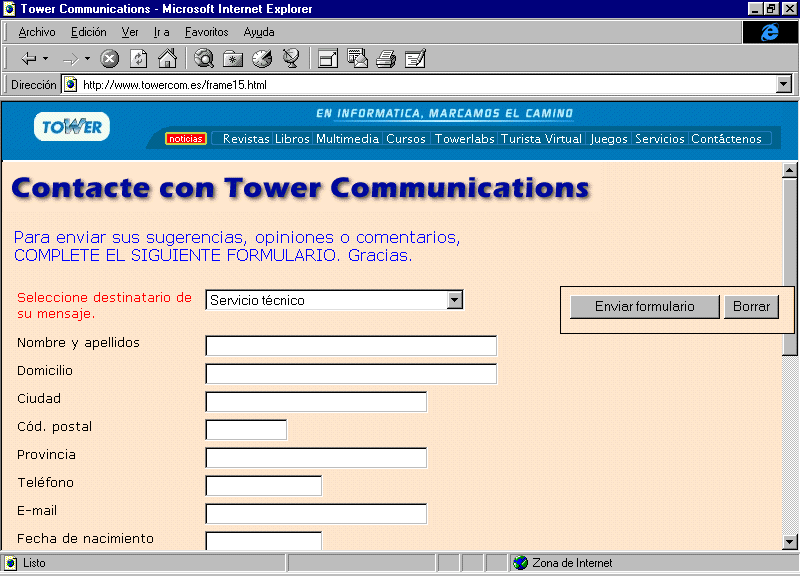 Tower Communications - Microsoft Internet Explorer
Archivo Edición Ver Ir a Favoritos Ayuda
Dirección http://www.towercom.es/frame15.html
EN INFORMATICA, MARCAMOS EL CAMINO
TOWER
noticias Revistas Libros Multimedia Cursos Towerlabs Turista Virtual Juegos Servicios Contáctenos
Contacte con Tower Communications
Para enviar sus sugerencias, opiniones o comentarios,
COMPLETE EL SIGUIENTE FORMULARIO. Gracias.
Seleccione destinatario de
su mensaje.
Servicio técnico
Enviar formulario Borrar
Nombre y apellidos
Domicilio
Ciudad
Cód. postal
Provincia
Teléfono
E-mail
Fecha de nacimiento
Listo
Zona de Internet